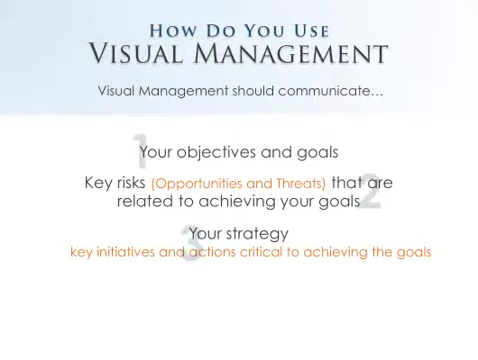 How Do You Use
Visual Management
Visual Management should communicate…
1
Your objectives and goals
Key risks (Opportunities and Threats) that are
related to achieving your goals
2
Your strategy
3
key initiatives and actions critical to achieving the goals